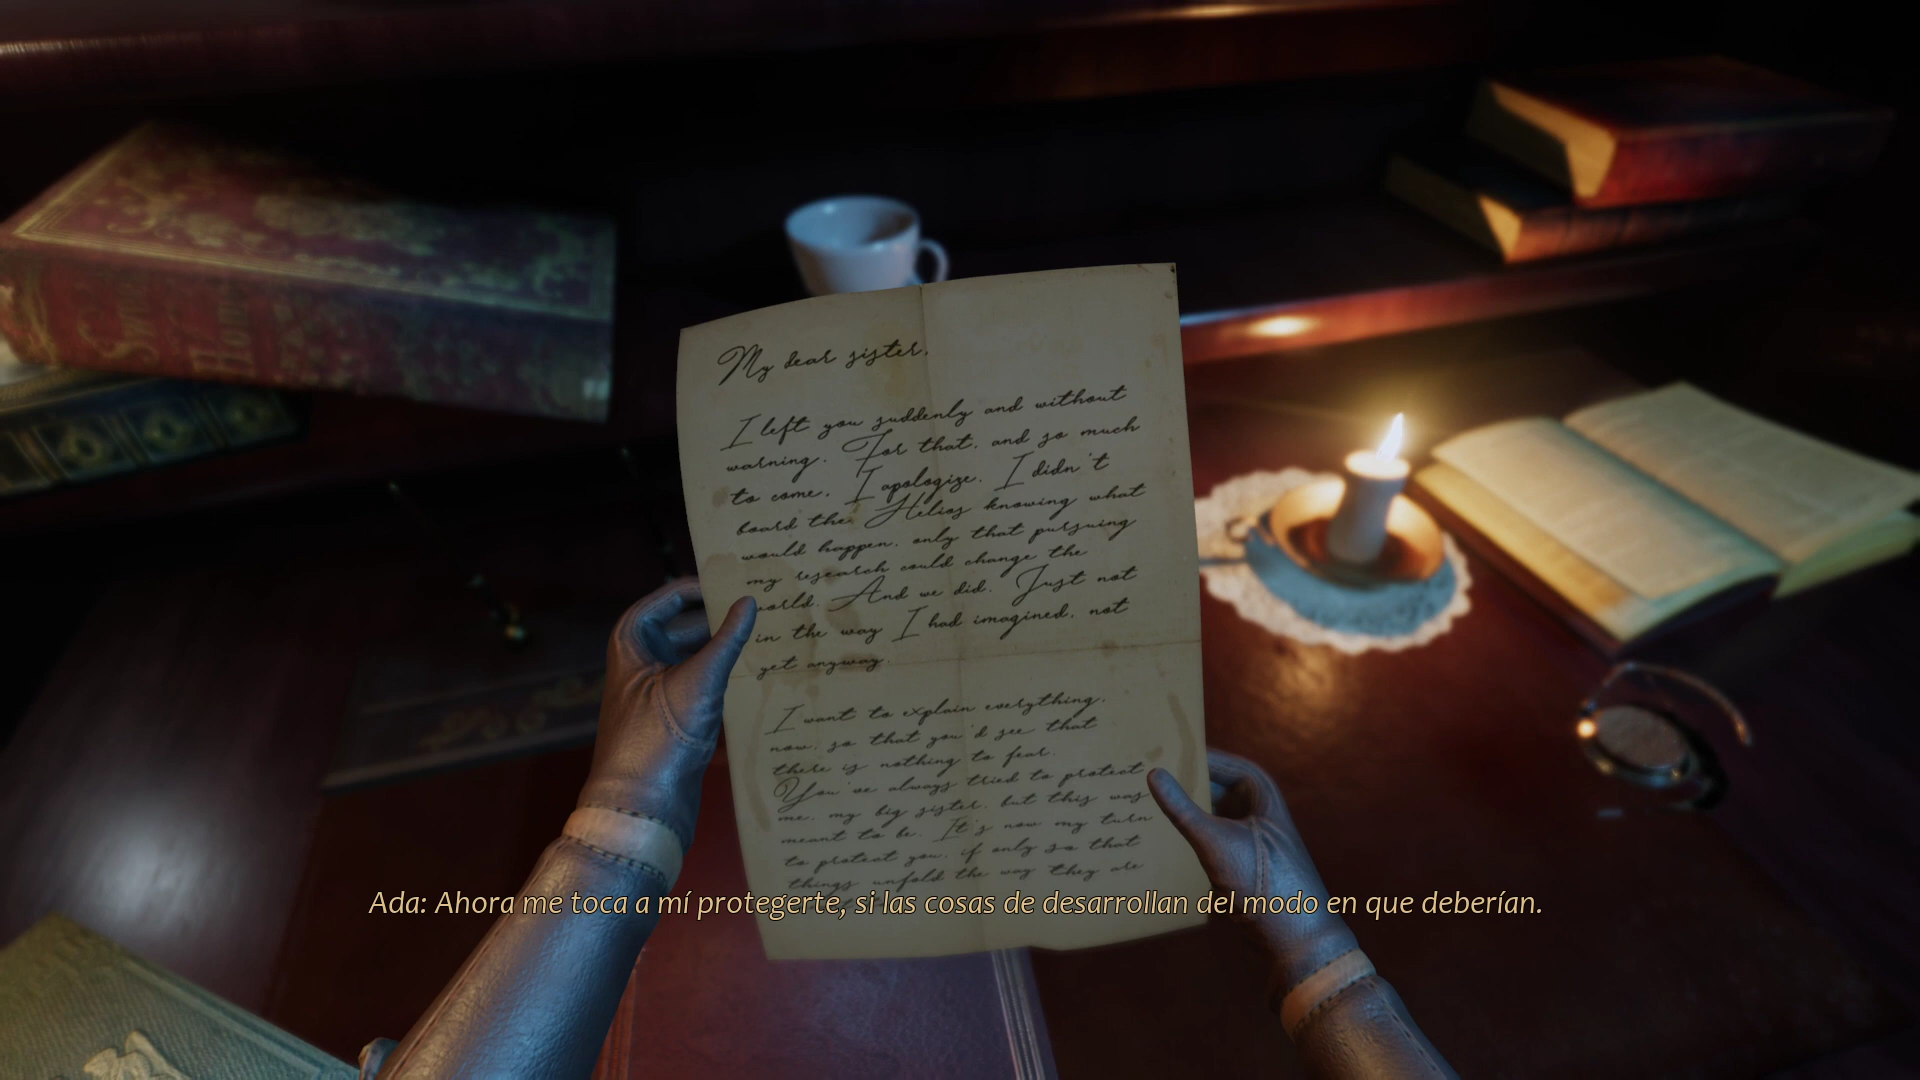 My dear sister,
I left you suddenly and without
warning. For that, and so much
to come, I apologize. I didn't
board the Helios knowing what
would happen, only that pursuing
my research could change the
world. And we did. Just not
in the way I had imagined, not
yet anyway.
I want to explain everything,
now, so that you'd see that
there is nothing to fear.
You've always tried to protect
me, my big sister, but this was
meant to be. It's now my turn
to protect you, if only so that
things unfold the way they are
Ada: Ahora me toca a mí protegerte, si las cosas de desarrollan del modo en que deberían.